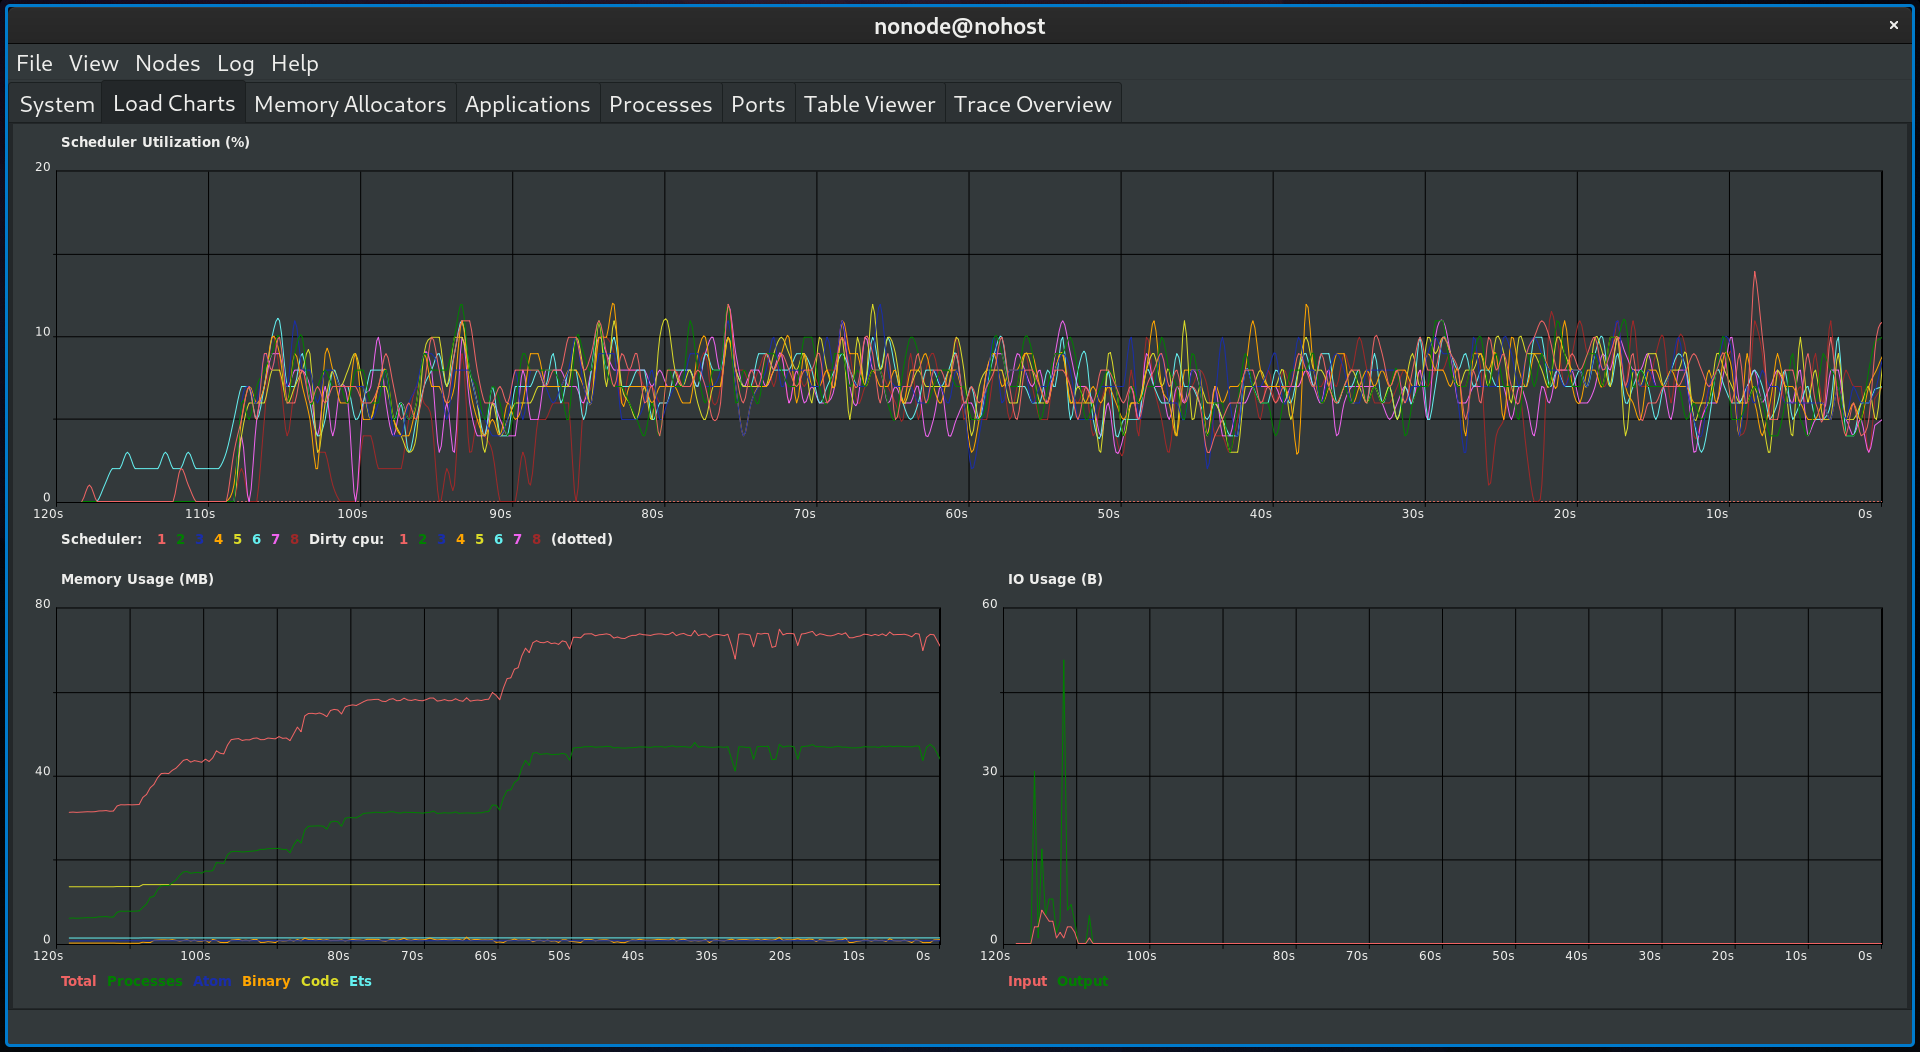 nonode@nohost ×
File View Nodes Log Help
System Load Charts Memory Allocators Applications Processes Ports Table Viewer Trace Overview
Scheduler Utilization (%)
20
10
0
120s 110s 100s 90s 80s 70s 60s 50s 40s 30s 20s 10s 0s
Scheduler: 1 2 3 4 5 6 7 8 Dirty cpu: 1 2 3 4 5 6 7 8 (dotted)
Memory Usage (MB)
80
40
0
120s 100s 80s 70s 60s 50s 40s 30s 20s 10s 0s
Total Processes Atom Binary Code Ets
IO Usage (B)
60
30
0
120s 100s 80s 70s 60s 50s 40s 30s 20s 10s 0s
Input Output